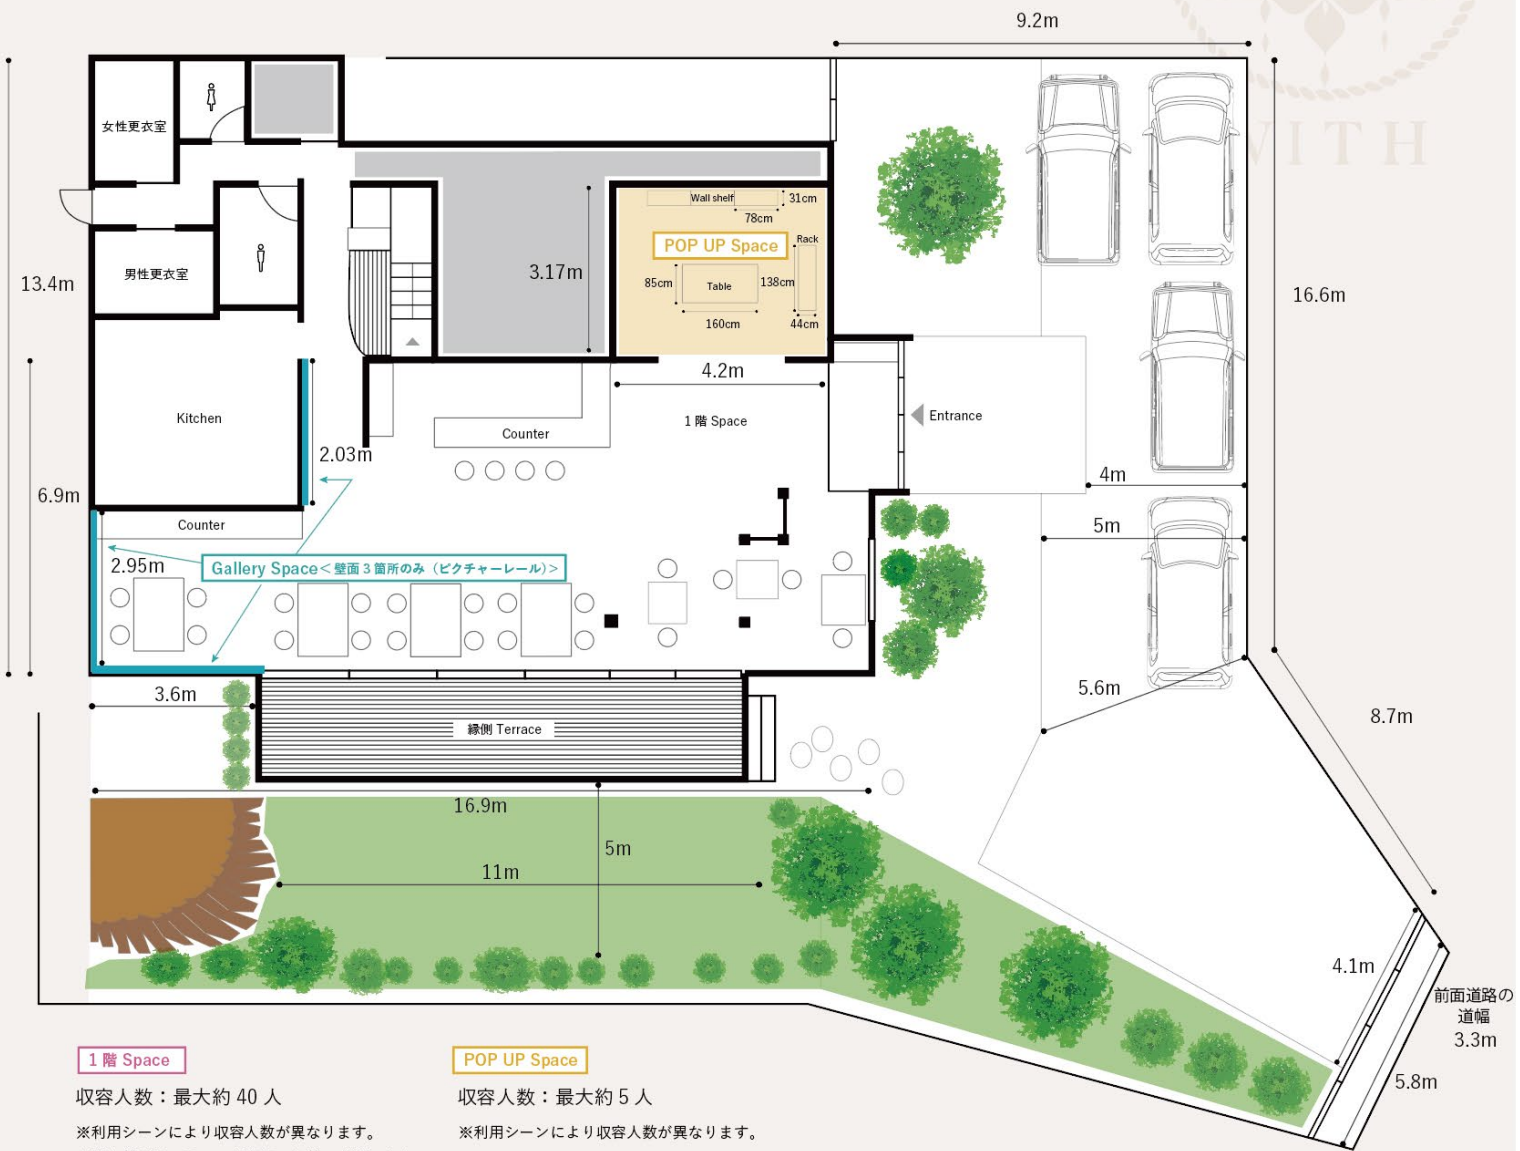 9.2m
WITH
女性更衣室
Wall shelf
31cm
78cm
POP UP Space
Rack
男性更衣室
3.17m
85cm
Table
138cm
13.4m
16.6m
160cm
44cm
4.2m
Kitchen
1階 Space
Entrance
Counter
2.03m
4m
6.9m
Counter
5m
2.95m
Gallery Space<壁面3箇所のみ（ピクチャーレール）>
3.6m
5.6m
8.7m
縁側 Terrace
16.9m
5m
11m
4.1m
前面道路の
道幅
3.3m
5.8m
1階 Space
収容人数：最大約 40 人
※利用シーンにより収容人数が異なります。
POP UP Space
収容人数：最大約 5 人
※利用シーンにより収容人数が異なります。